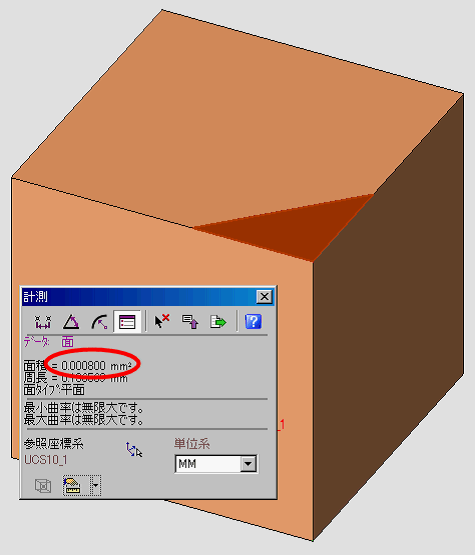 計測
データ: 面
面積 = 0.000800 mm²
周長 = mm
面タイプ:平面
最小曲率は無限大です。
最大曲率は無限大です。
参照座標系
単位系
UCS10_1
MM
_1